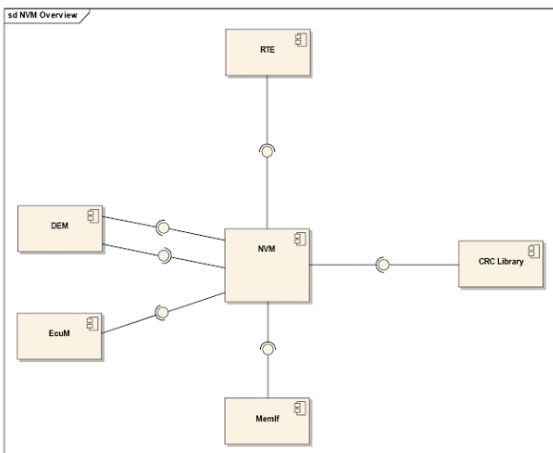 sd NVM Overview
RTE
DEM
NVM
CRC Library
EcuM
MemIf